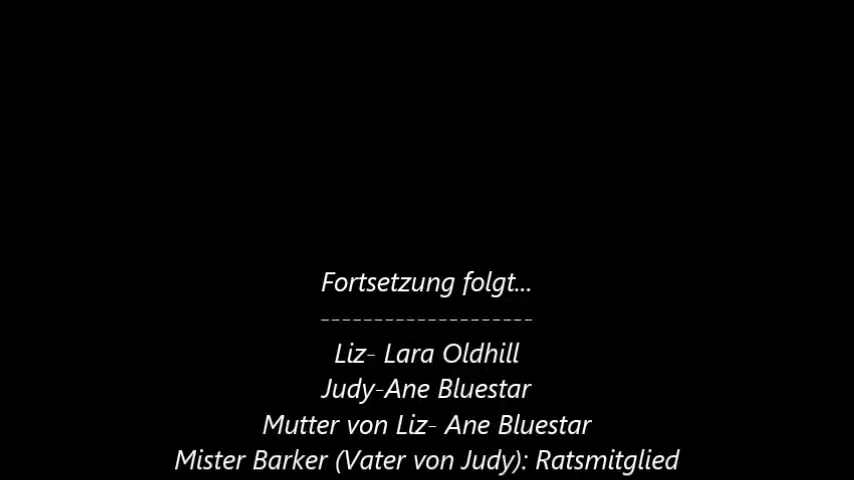 Fortsetzung folgt...
--------------------
Liz- Lara Oldhill
Judy-Ane Bluestar
Mutter von Liz- Ane Bluestar
Mister Barker (Vater von Judy): Ratsmitglied